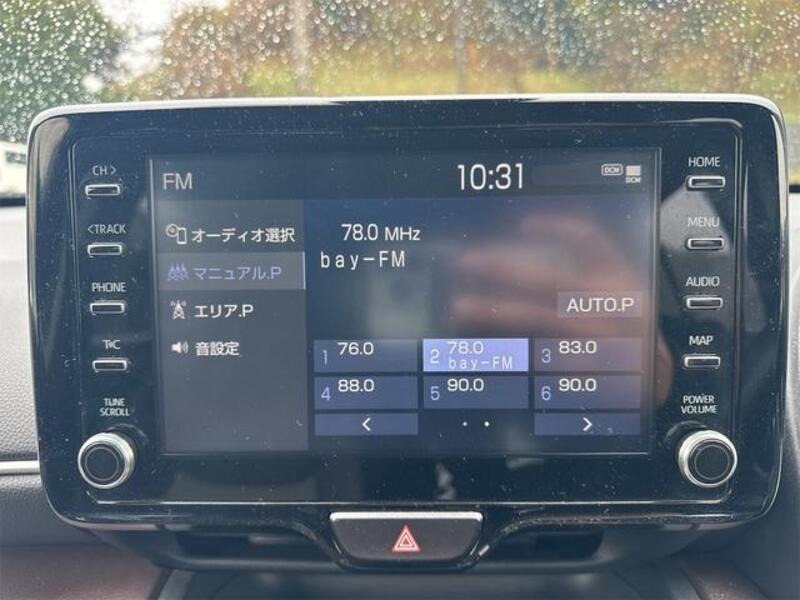 CH >
<TRACK
PHONE
T*C
TUNE
SCROLL
FM
10:31
DCM
DCM
オーディオ選択
マニュアル.P
エリア.P
音設定
78.0 MHz
bay-FM
AUTO.P
1 76.0
2 78.0
bay-FM
3 83.0
4 88.0
5 90.0
6 90.0
<
>
HOME
MENU
AUDIO
MAP
POWER
VOLUME